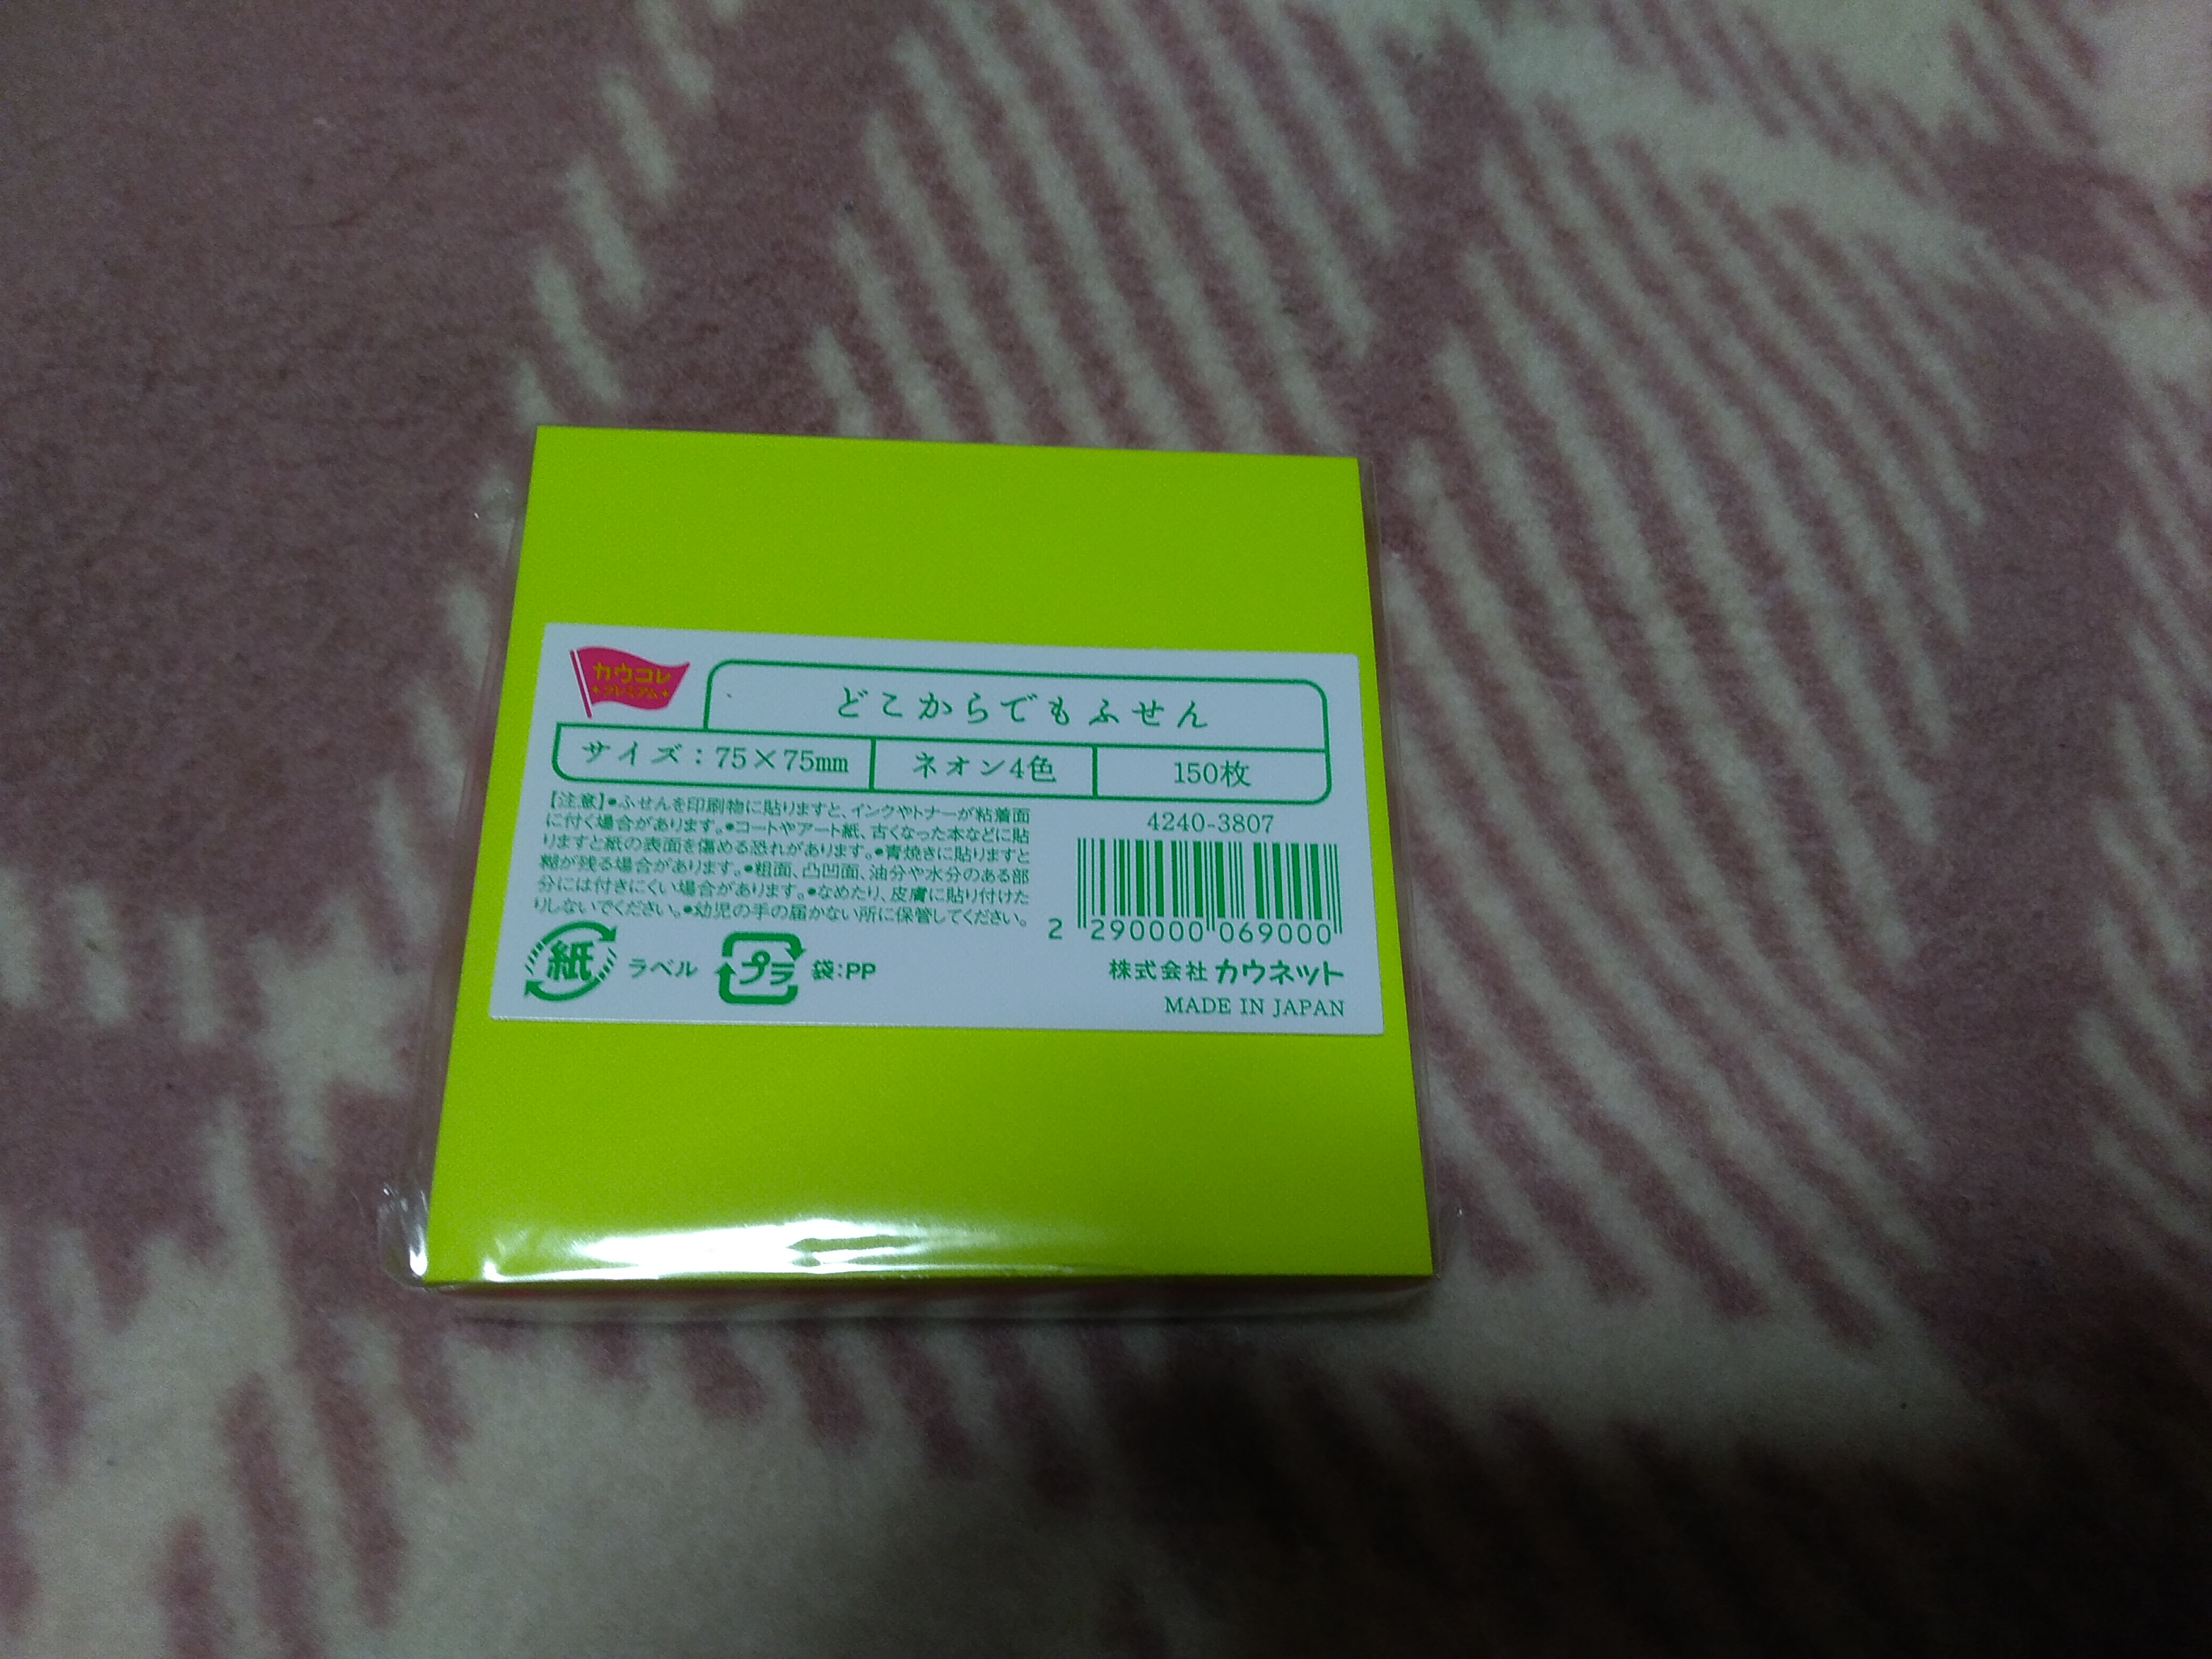 カウコレ
プレミアム
どこからでもふせん
サイズ：75×75mm
ネオン4色
150枚
【注意】●ふせんを印刷物に貼りますと、インクやトナーが粘着面
に付く場合があります。●コートやアート紙、古くなった本などに貼
りますと紙の表面を傷める恐れがあります。●青焼きに貼りますと
糊が残る場合があります。●粗面、凸凹面、油分や水分のある部
分には付きにくい場合があります。●なめたり、皮膚に貼り付けた
りしないでください。●幼児の手の届かない所に保管してください。
4240-3807
2 290000 069000
紙 ラベル プラ 袋:PP
株式会社カウネット
MADE IN JAPAN